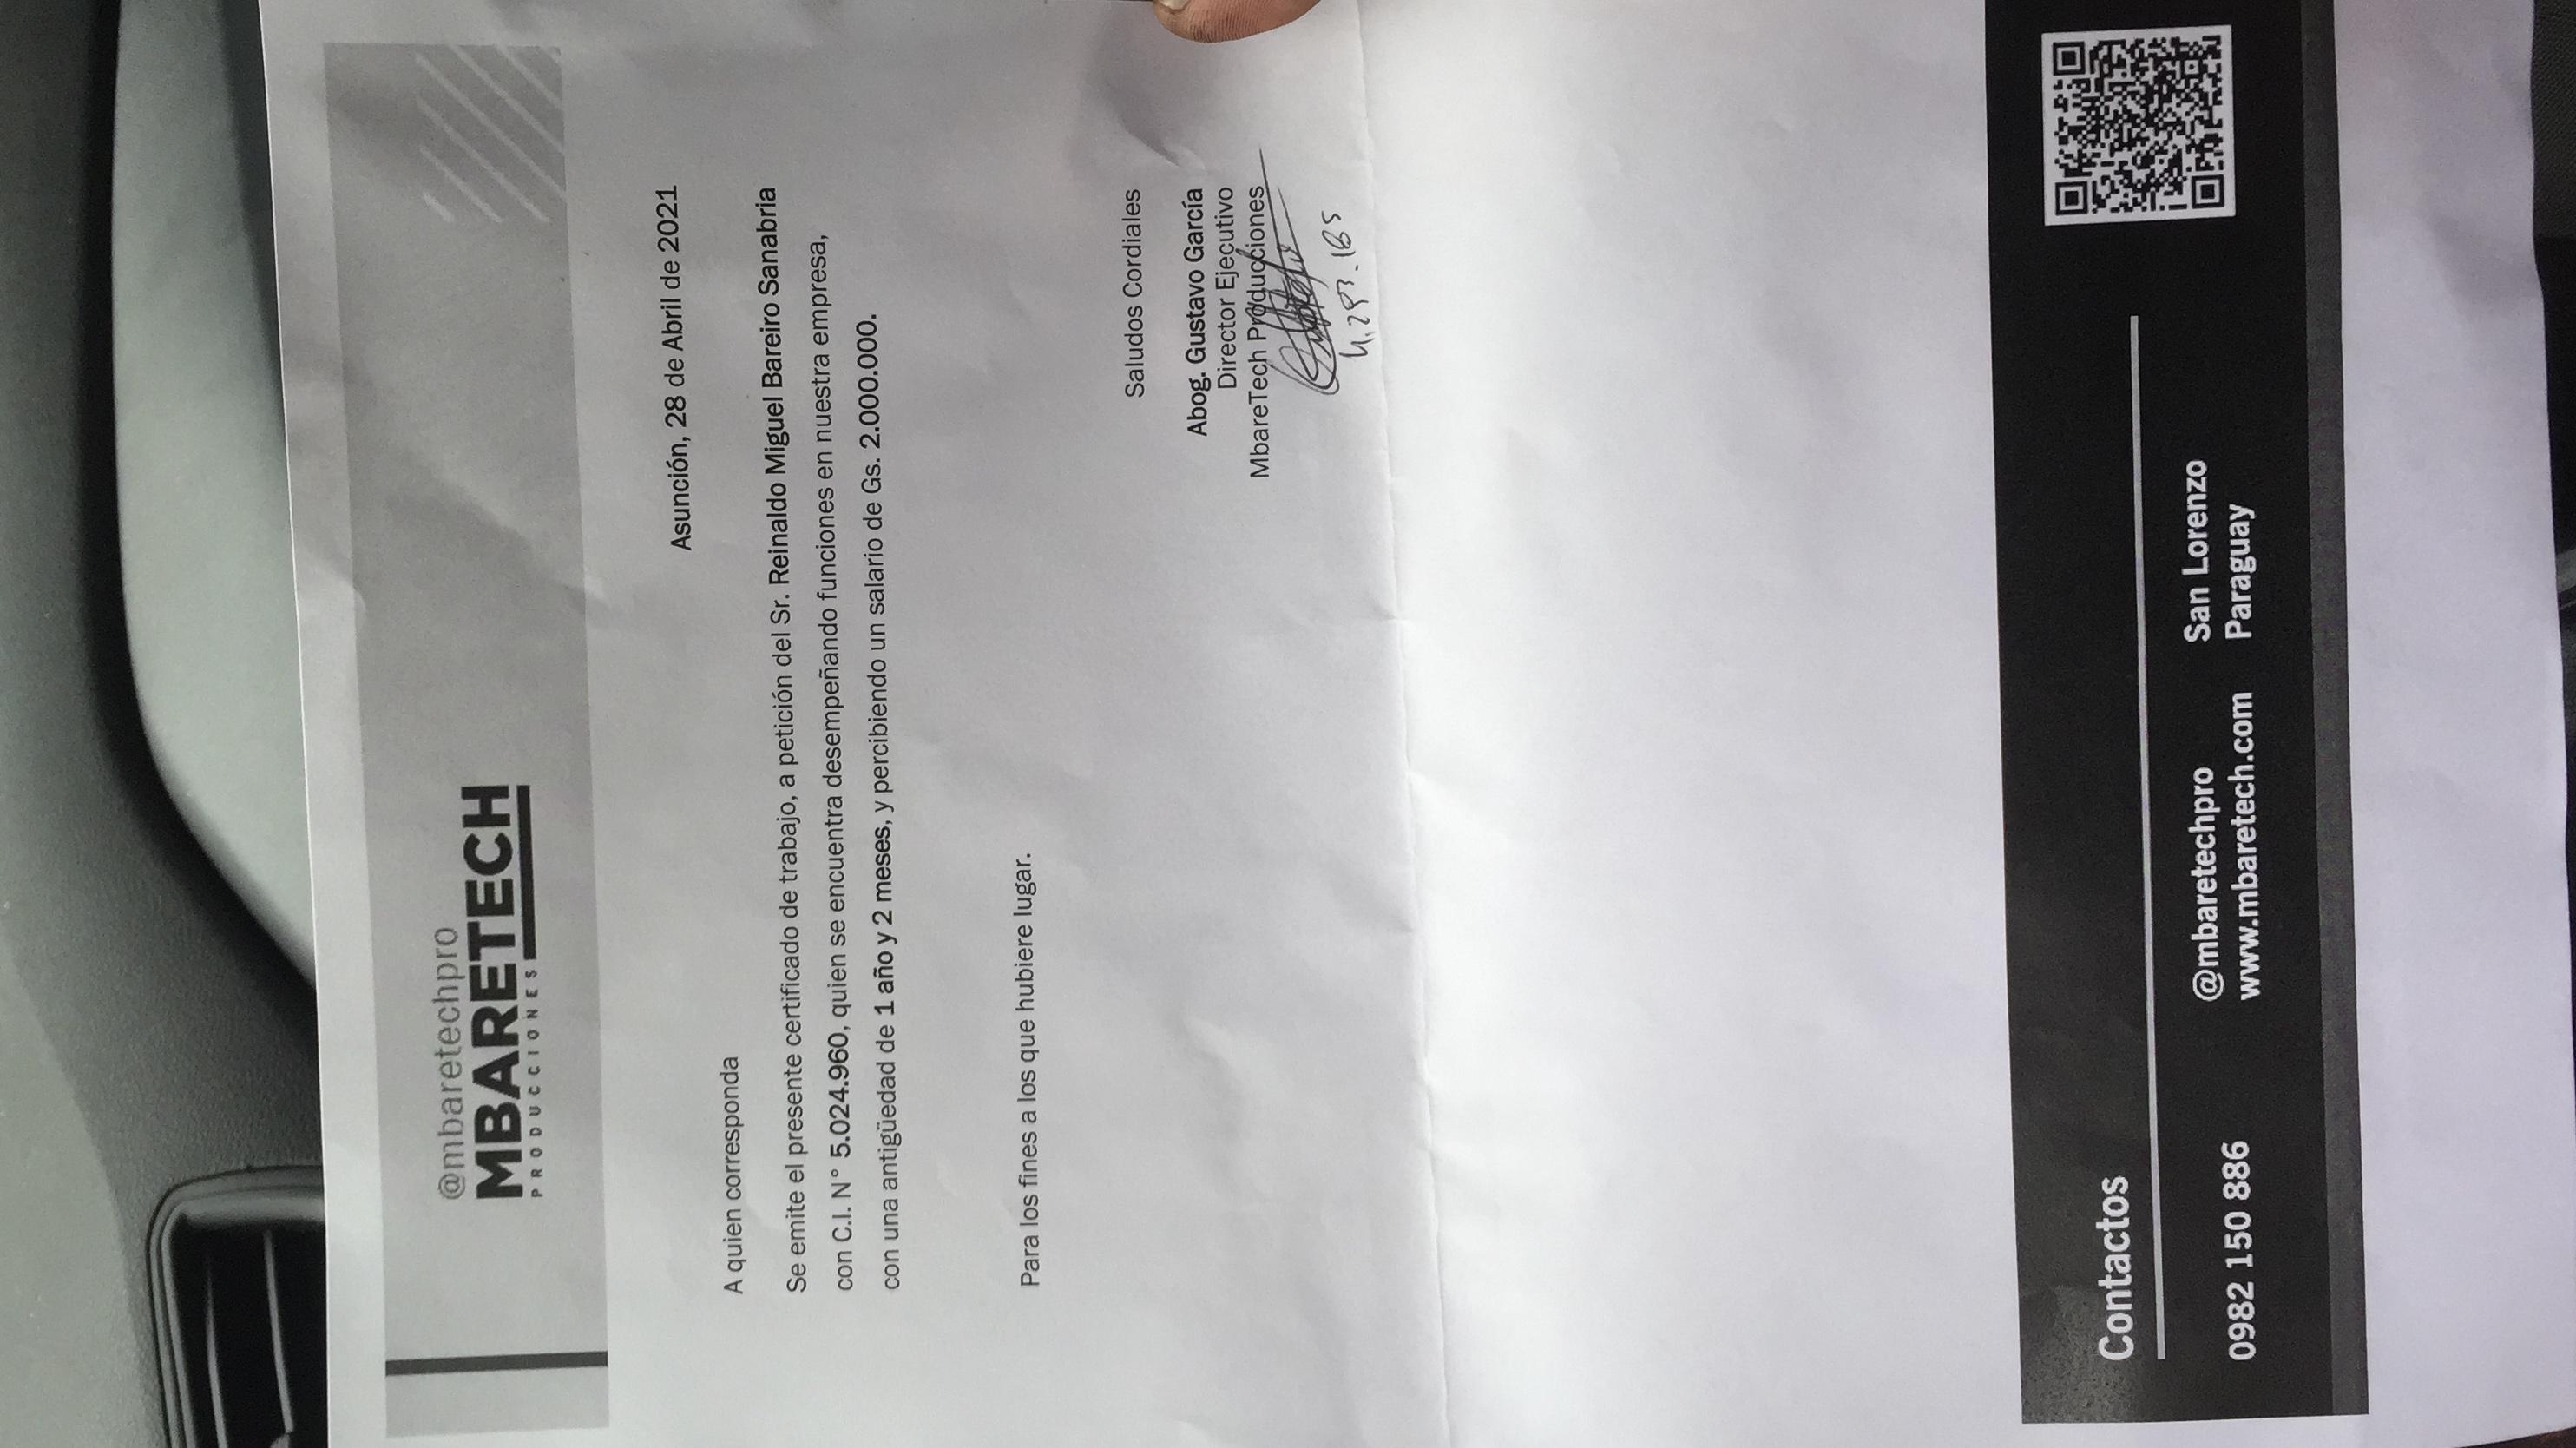 @mbaretechpro
MBARETECH
PRODUCCIONES
Asunción, 28 de Abril de 2021
A quien corresponda
Se emite el presente certificado de trabajo, a petición del Sr. Reinaldo Miguel Bareiro Sanabria
con C.I. N° 5.024.960, quien se encuentra desempeñando funciones en nuestra empresa,
con una antigüedad de 1 año y 2 meses, y percibiendo un salario de Gs. 2.000.000.
Para los fines a los que hubiere lugar.
Saludos Cordiales
Abog. Gustavo García
Director Ejecutivo
MbareTech Producciones
Contactos
0982 150 886
@mbaretechpro
www.mbaretech.com
San Lorenzo
Paraguay